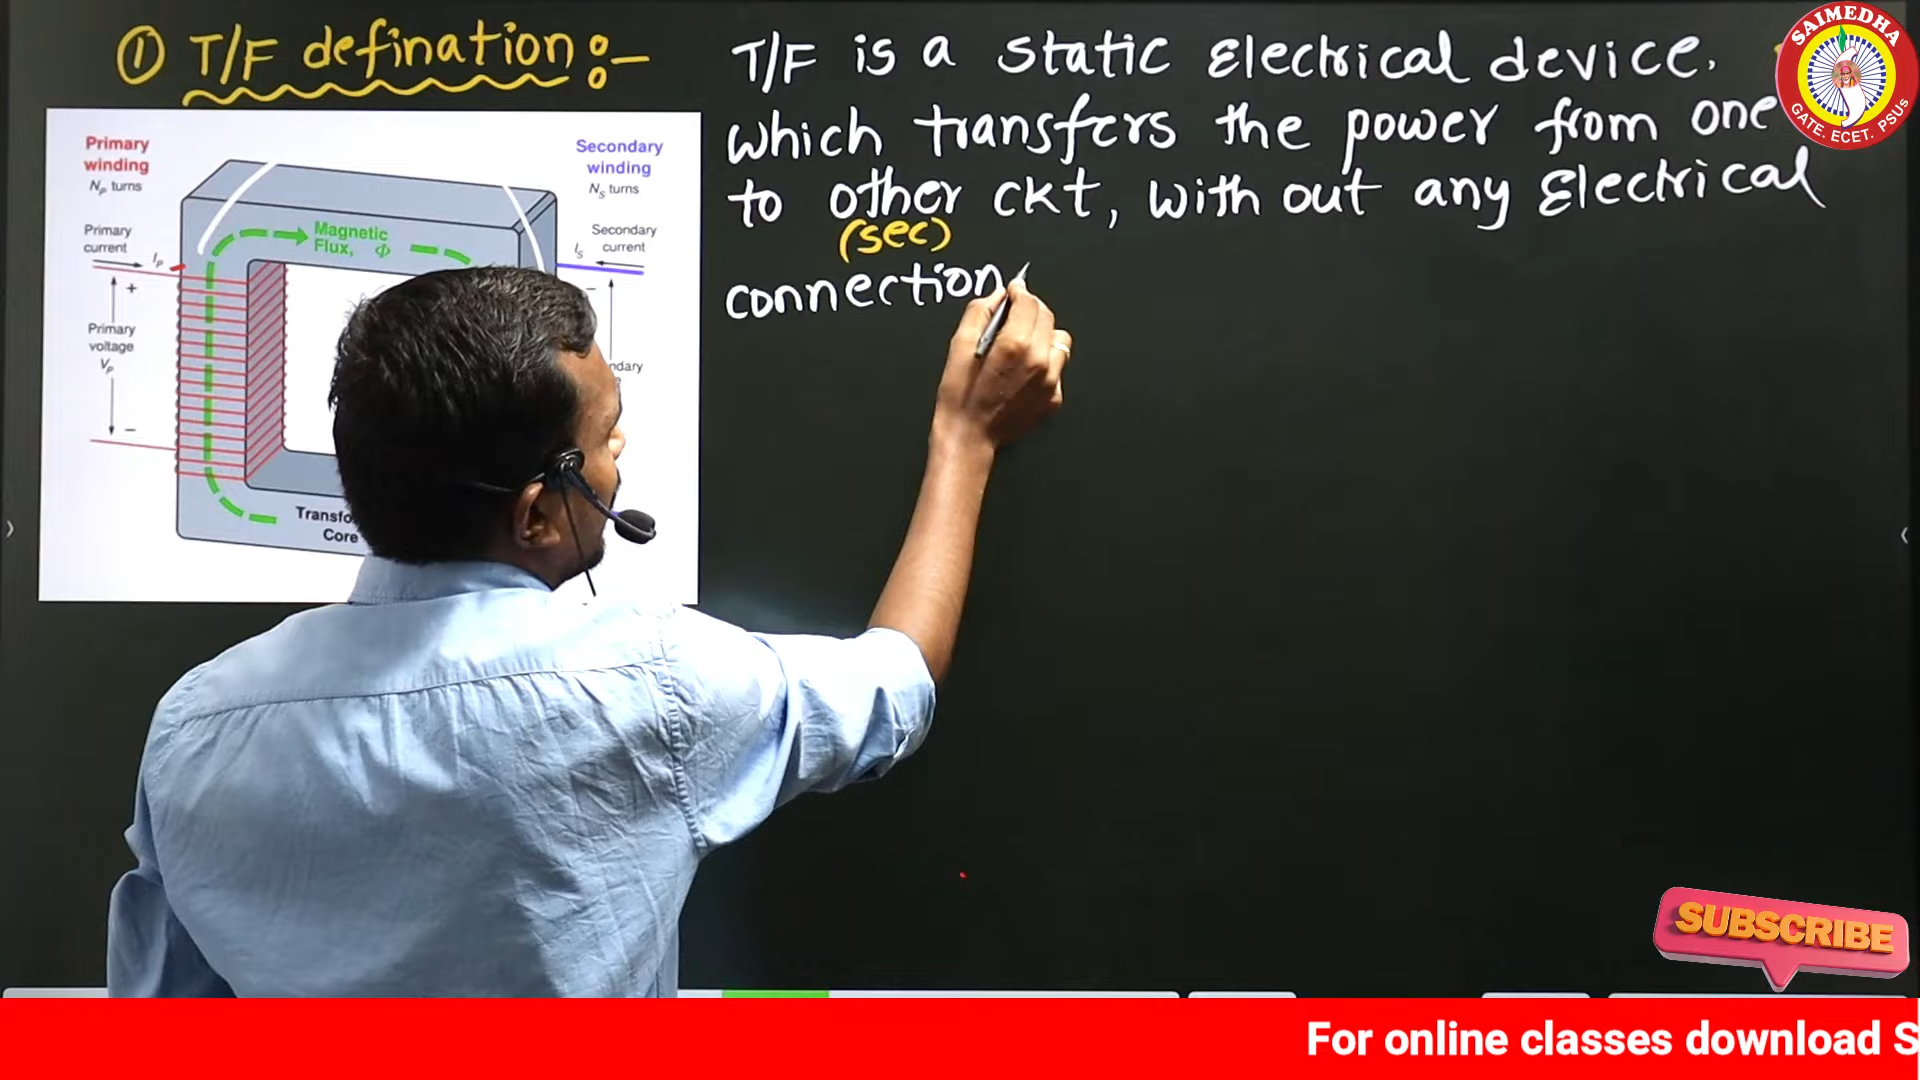 ① T/F defination :-
T/F is a static Electrical device.
which transfers the power from one
to other ckt, with out any Electrical
(sec)
connection
Primary
winding
Np turns
Secondary
winding
Ns turns
Primary
current
Ip
Magnetic
Flux, Φ
Is
Secondary
current
+
−
Primary
voltage
Vp
ndary
−
Transfo
Core
SAIMEDHA
GATE. ECET. PSUs
SUBSCRIBE
For online classes download S